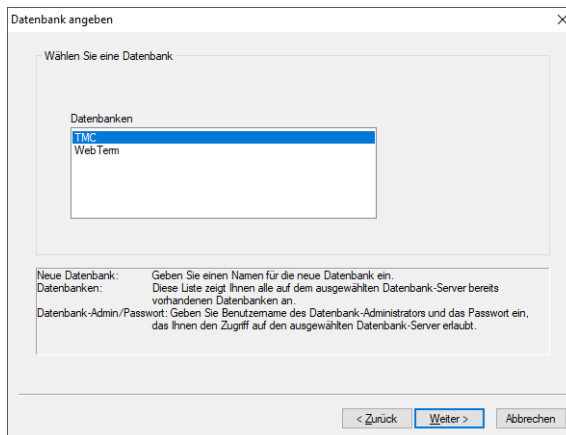 Datenbank angeben
Wählen Sie eine Datenbank
Datenbanken
TMC
WebTerm
Neue Datenbank: Geben Sie einen Namen für die neue Datenbank ein.
Datenbanken: Diese Liste zeigt Ihnen alle auf dem ausgewählten Datenbank-Server bereits
vorhandenen Datenbanken an.
Datenbank-Admin/Passwort: Geben Sie Benutzername des Datenbank-Administrators und das Passwort ein,
das Ihnen den Zugriff auf den ausgewählten Datenbank-Server erlaubt.
< Zurück Weiter > Abbrechen